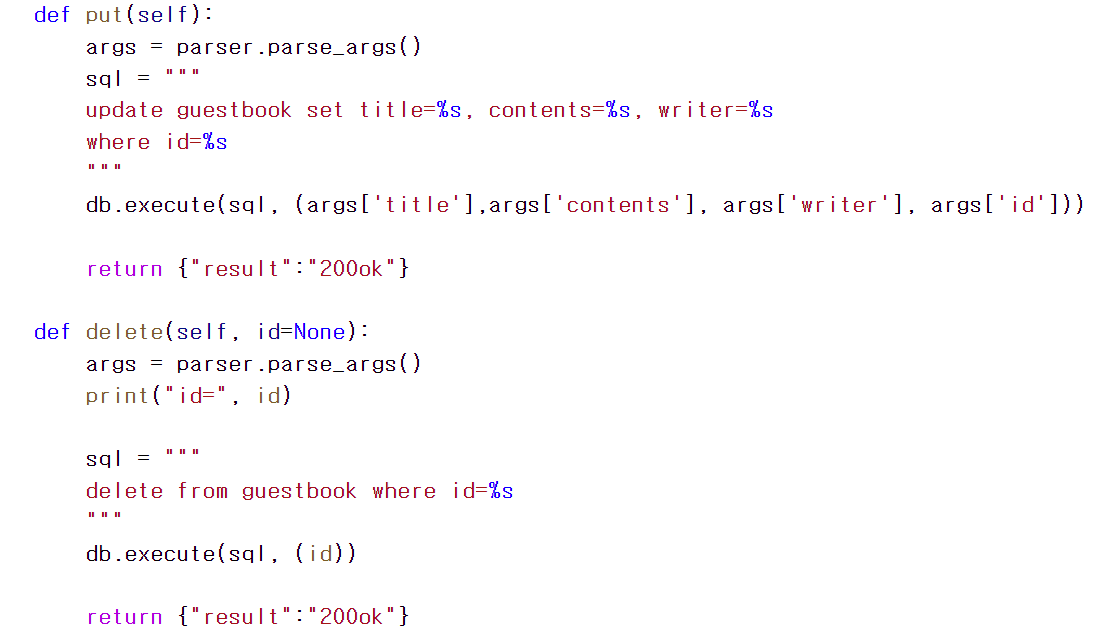 def put(self):
    args = parser.parse_args()
    sql = """
    update guestbook set title=%s, contents=%s, writer=%s
    where id=%s
    """
    db.execute(sql, (args['title'],args['contents'], args['writer'], args['id']))
    return {"result":"200ok"}
def delete(self, id=None):
    args = parser.parse_args()
    print("id=", id)
    sql = """
    delete from guestbook where id=%s
    """
    db.execute(sql, (id))
    return {"result":"200ok"}